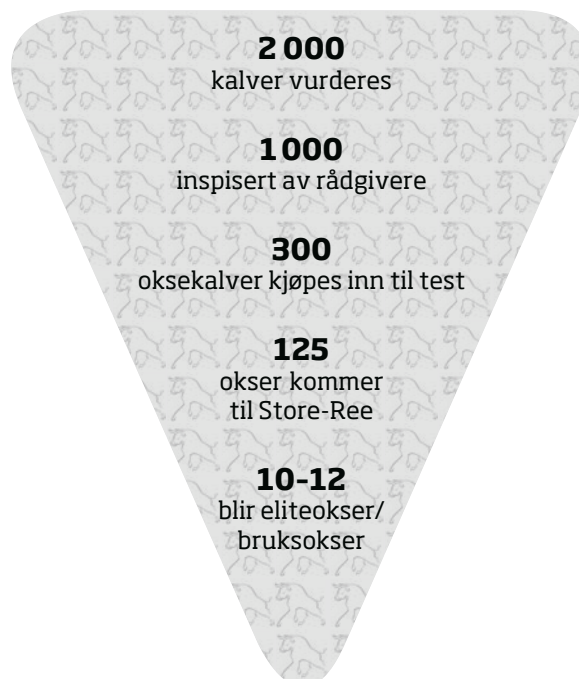 2 000
kalver vurderes
1 000
inspisert av rådgivere
300
oksekalver kjøpes inn til test
125
okser kommer
til Store-Ree
10-12
blir eliteokser/
bruksokser